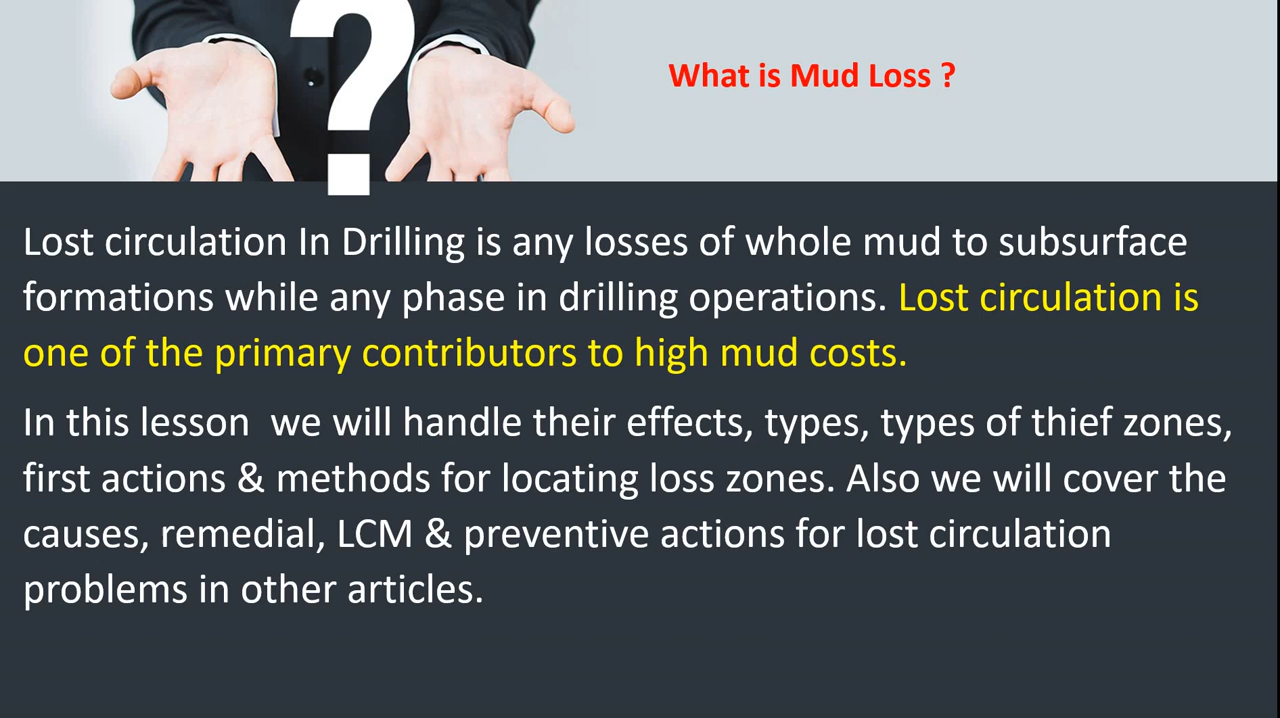 ?
What is Mud Loss ?
Lost circulation In Drilling is any losses of whole mud to subsurface
formations while any phase in drilling operations. Lost circulation is
one of the primary contributors to high mud costs.
In this lesson  we will handle their effects, types, types of thief zones,
first actions & methods for locating loss zones. Also we will cover the
causes, remedial, LCM & preventive actions for lost circulation
problems in other articles.